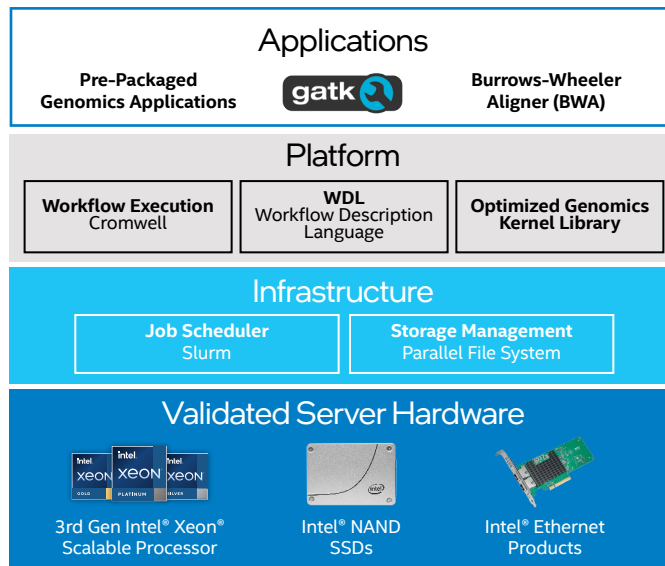 Applications
Pre-Packaged
Genomics Applications
gatk
Burrows-Wheeler
Aligner (BWA)
Platform
Workflow Execution
Cromwell
WDL
Workflow Description
Language
Optimized Genomics
Kernel Library
Infrastructure
Job Scheduler
Slurm
Storage Management
Parallel File System
Validated Server Hardware
intel.
XEON
GOLD
intel.
XEON
PLATINUM
intel.
XEON
SILVER
intel
3rd Gen Intel® Xeon®
Scalable Processor
Intel® NAND
SSDs
Intel® Ethernet
Products